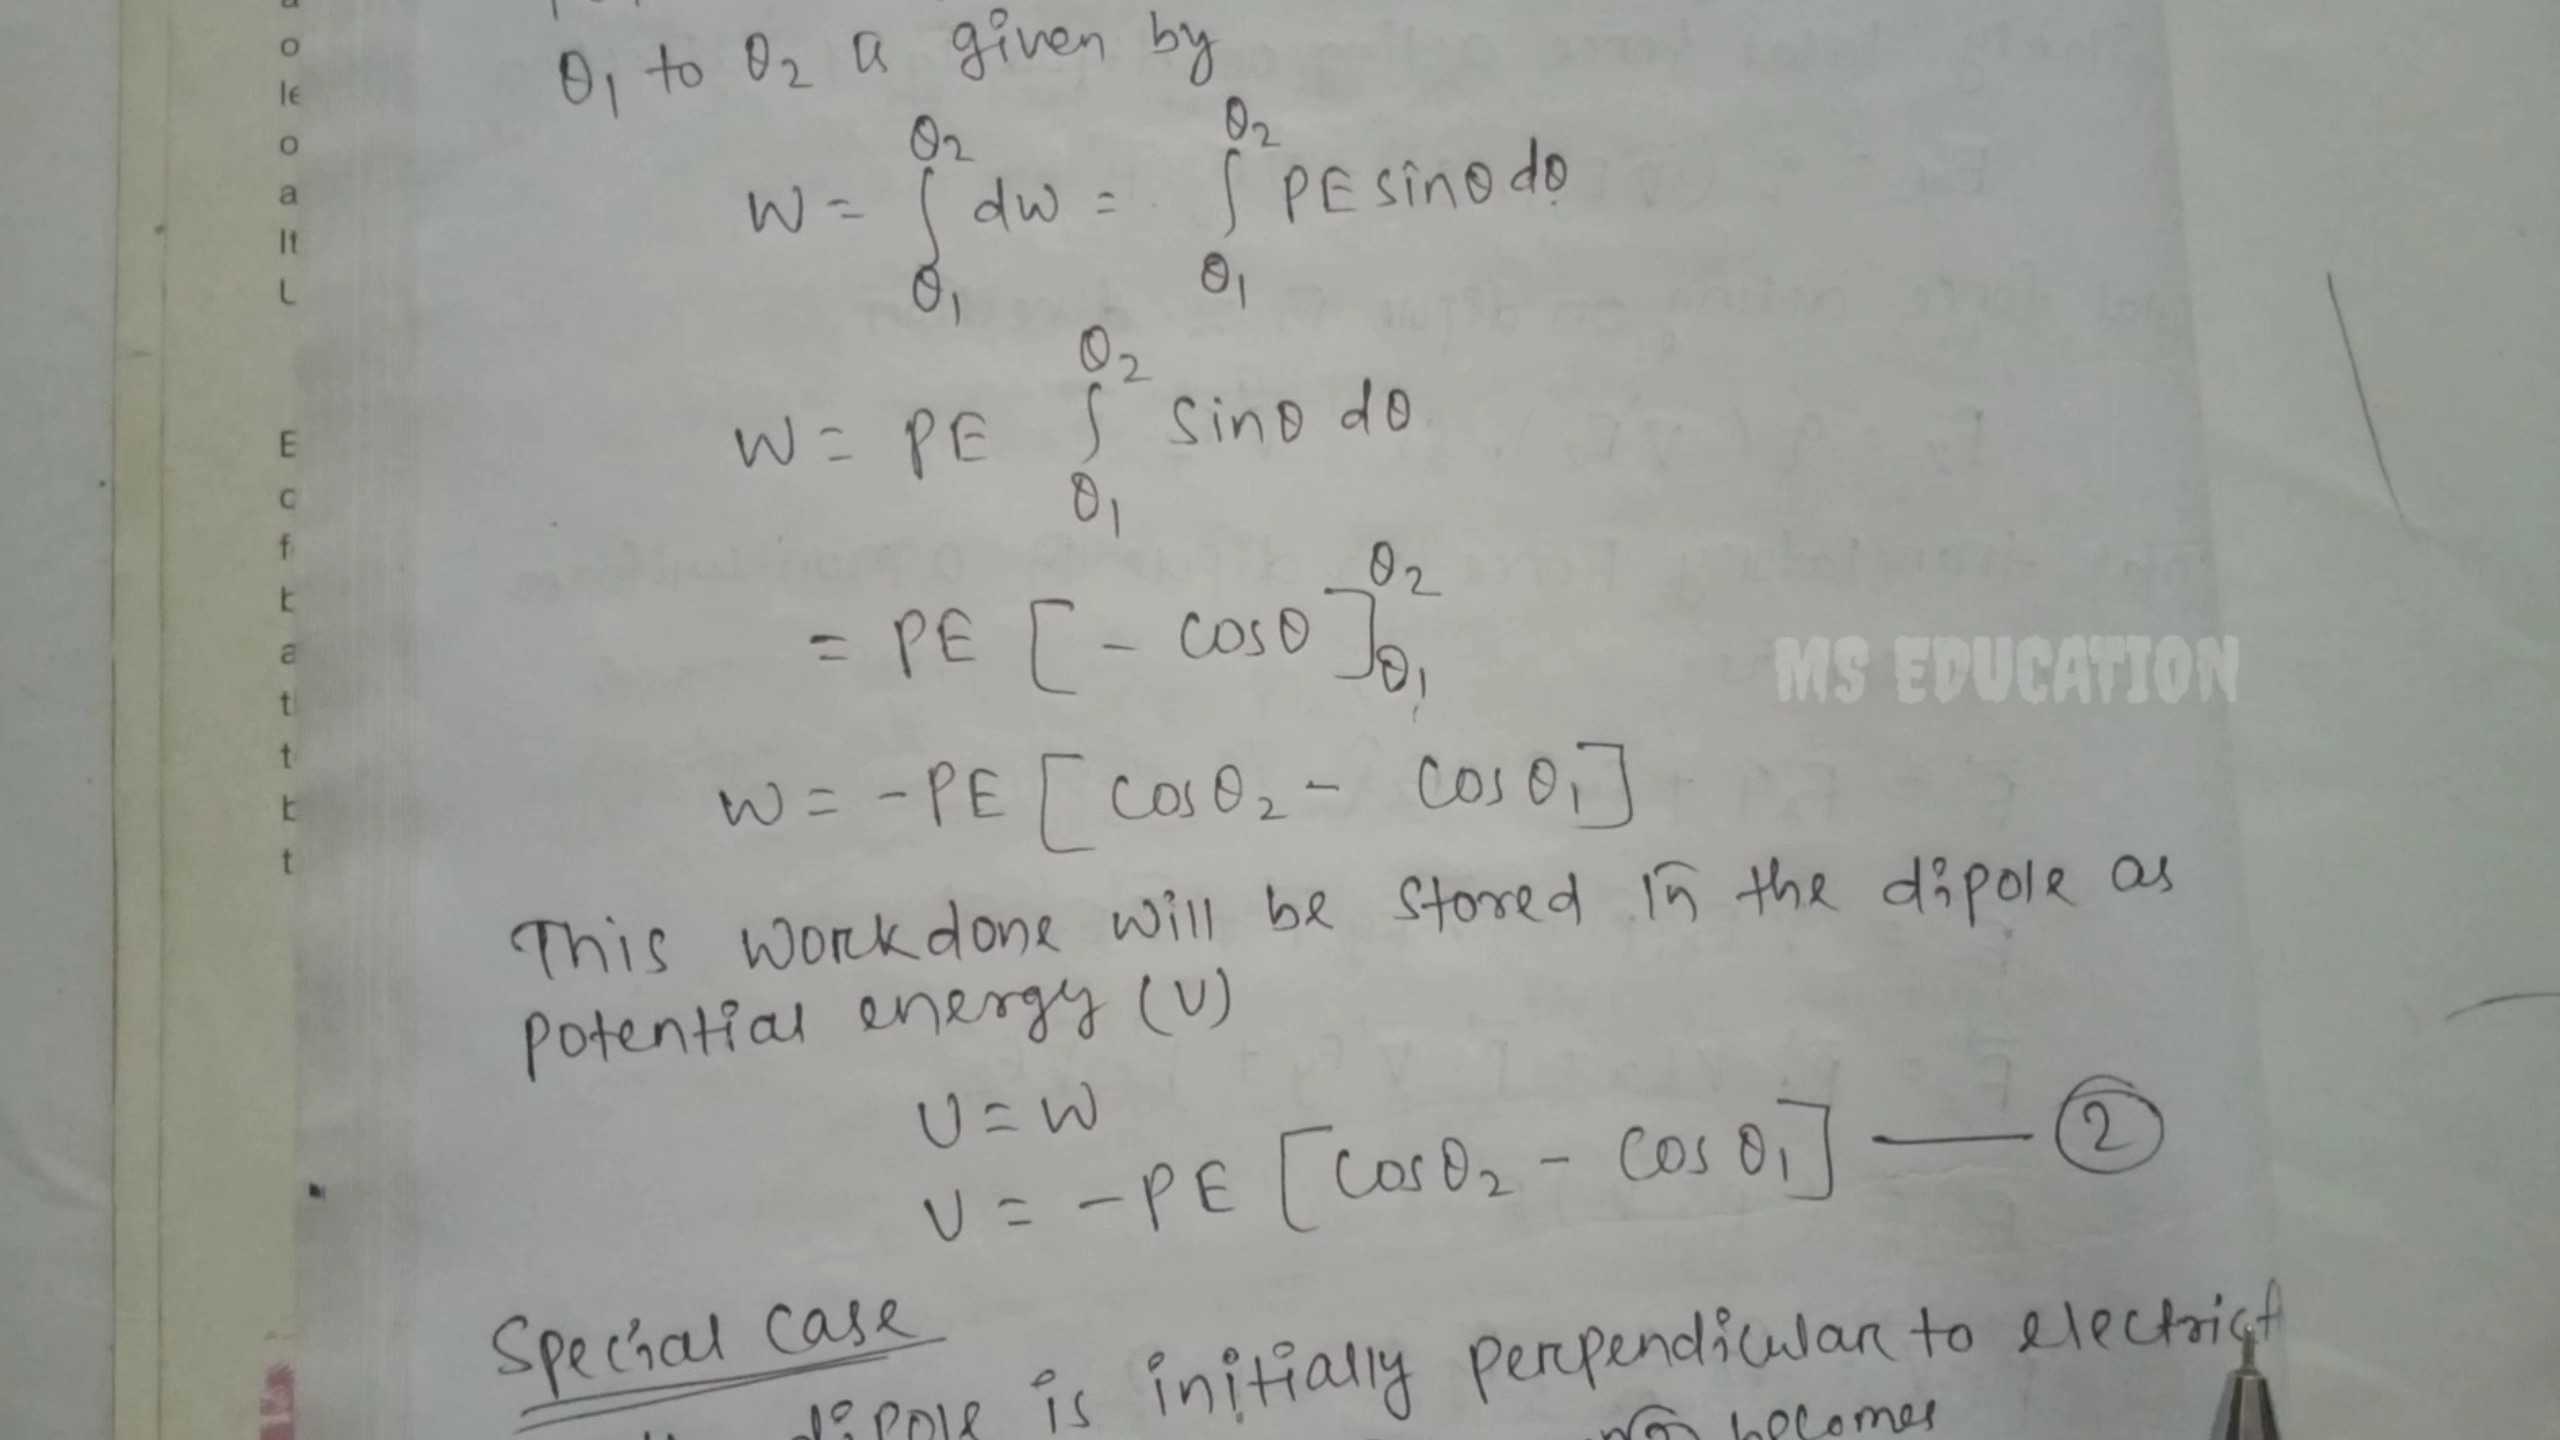 θ1 to θ2 is given by
W = ∫θ1θ2 dw = ∫θ1θ2 PE sinθ dθ
W = PE ∫θ1θ2 sinθ dθ
= PE [- cosθ]θ1θ2
MS EDUCATION
W = -PE [cosθ2 - cosθ1]
This workdone will be stored in the dipole as
potential energy (U)
U = W
U = -PE [cosθ2 - cosθ1] —— 2
Special Case
dipole is initially perpendicular to electric
becomes